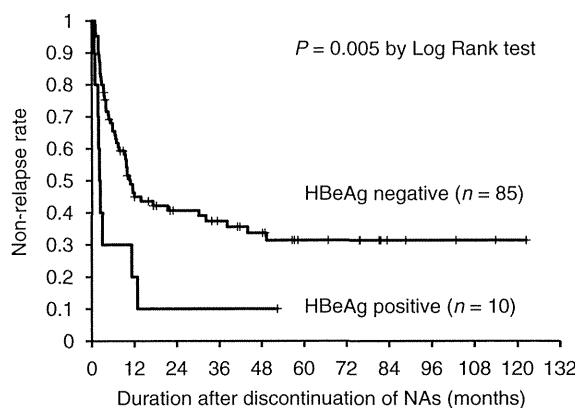 1
0.9
0.8
0.7
0.6
0.5
0.4
0.3
0.2
0.1
0
Non-relapse rate
P = 0.005 by Log Rank test
HBeAg negative (n = 85)
HBeAg positive (n = 10)
0 12 24 36 48 60 72 84 96 108 120 132
Duration after discontinuation of NAs (months)